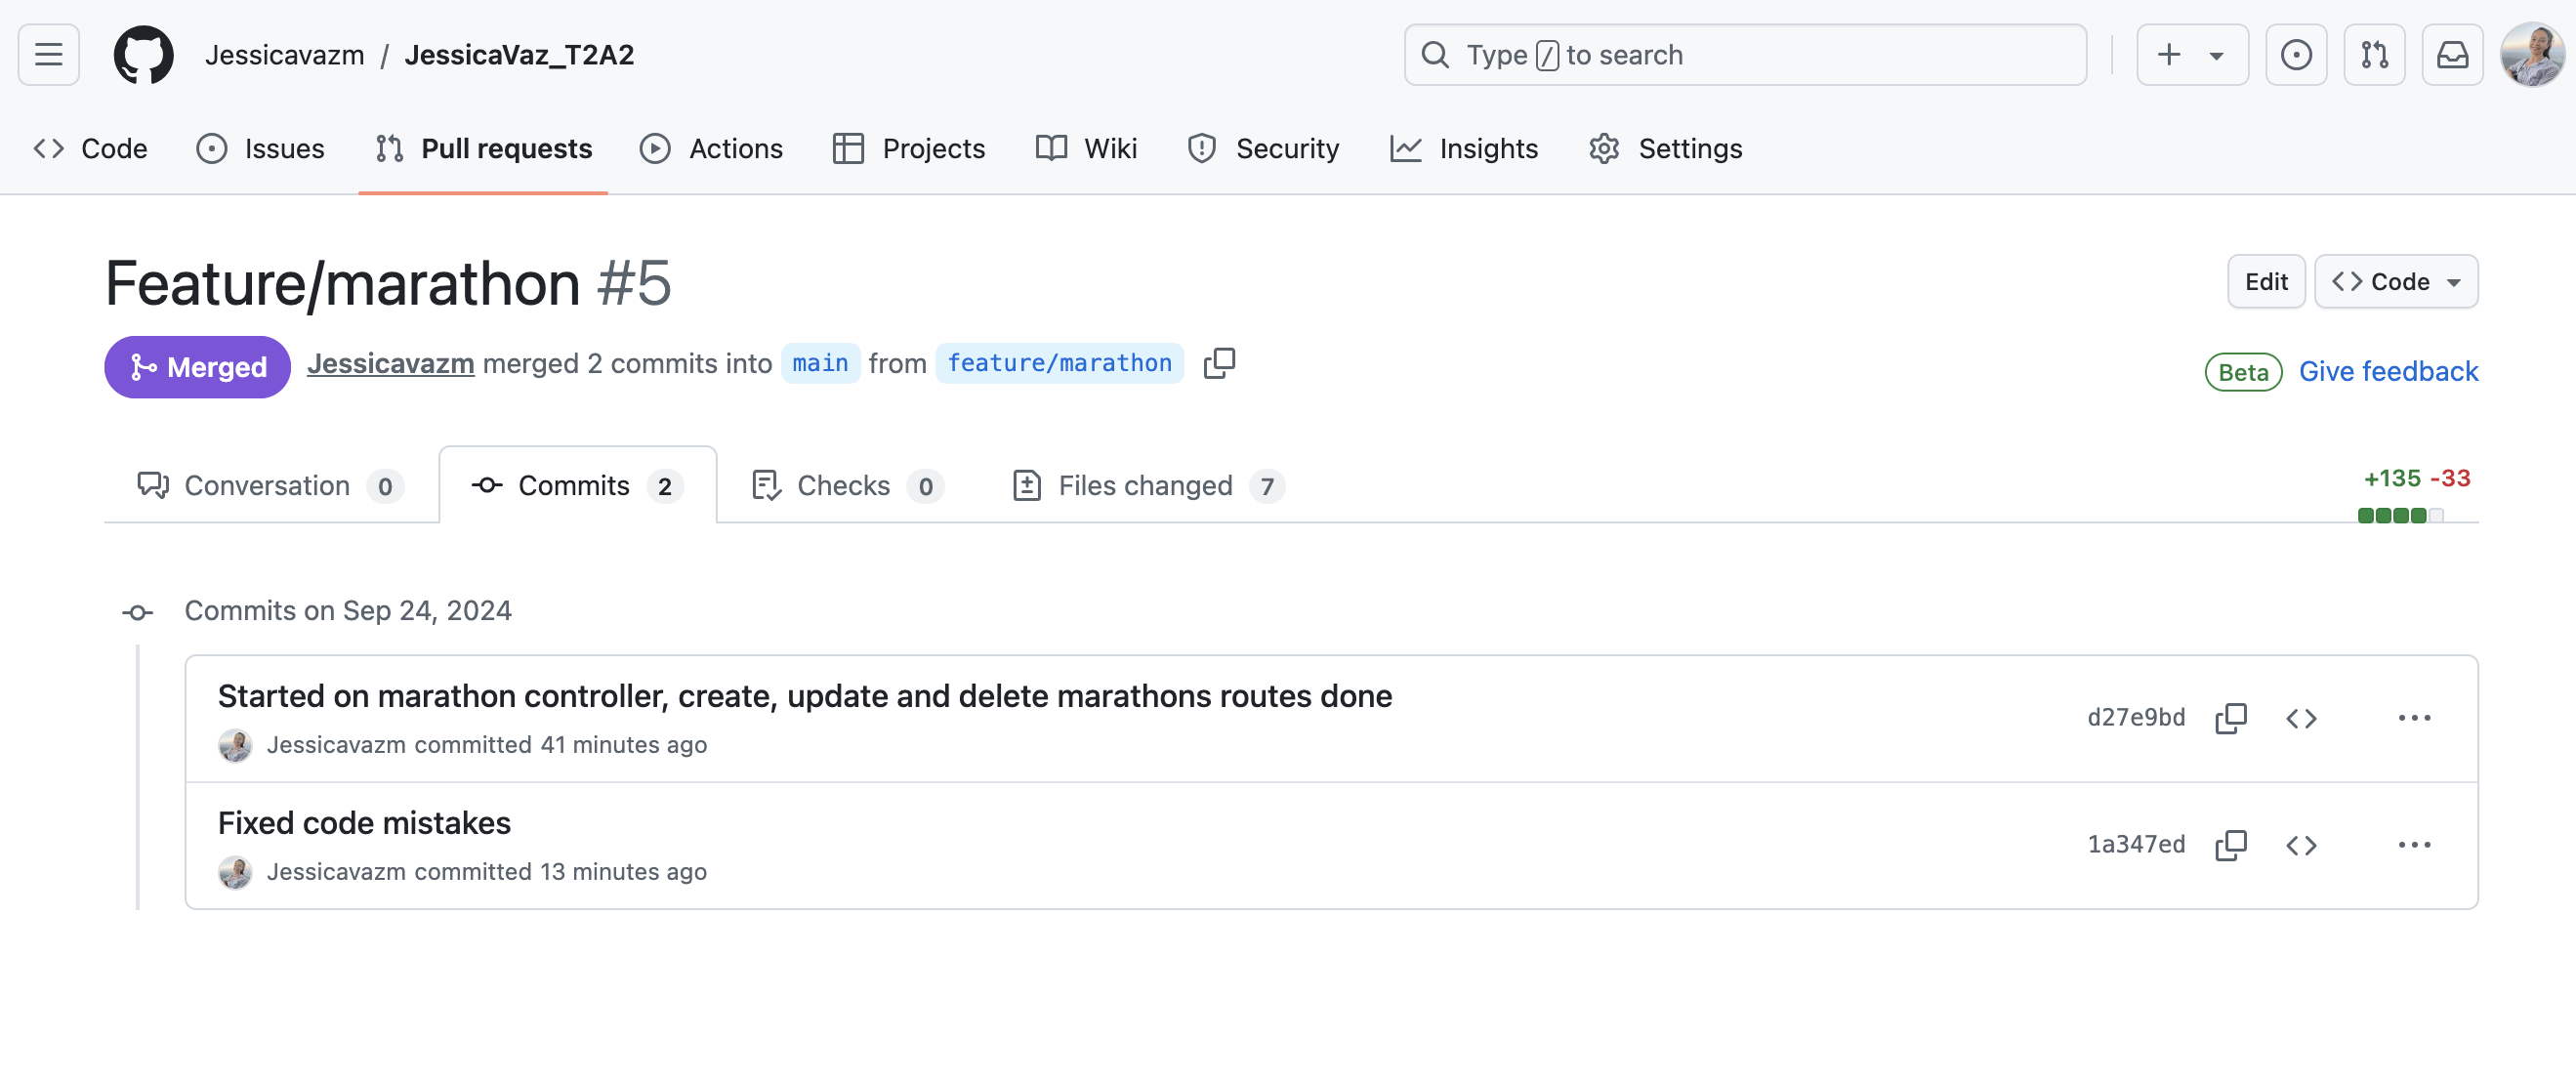 Jessicavazm / JessicaVaz_T2A2 Type / to search
Code Issues Pull requests Actions Projects Wiki Security Insights Settings
Feature/marathon #5 Edit Code
Merged Jessicavazm merged 2 commits into main from feature/marathon Beta Give feedback
Conversation 0 Commits 2 Checks 0 Files changed 7 +135 -33
Commits on Sep 24, 2024
Started on marathon controller, create, update and delete marathons routes done d27e9bd
Jessicavazm committed 41 minutes ago
Fixed code mistakes 1a347ed
Jessicavazm committed 13 minutes ago